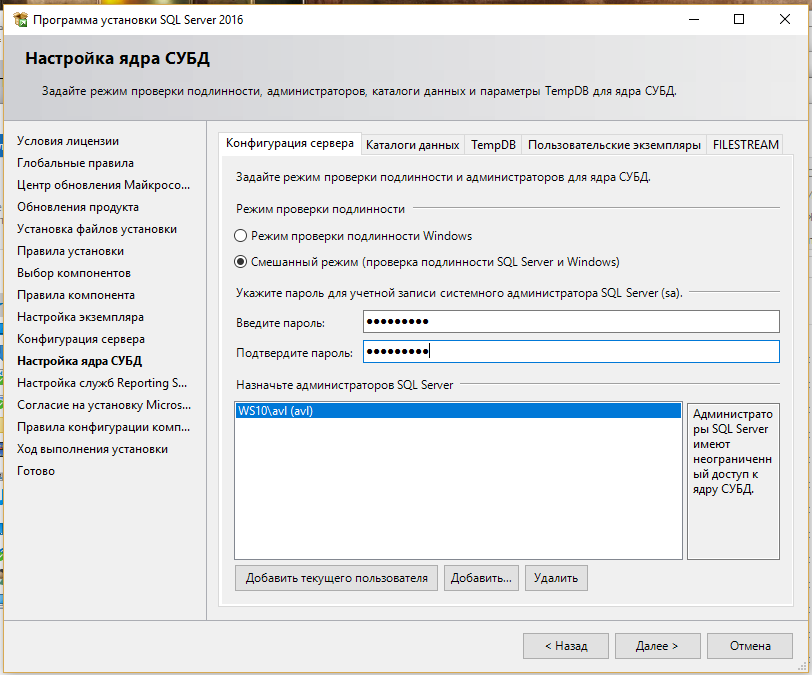 Программа установки SQL Server 2016
Настройка ядра СУБД
Задайте режим проверки подлинности, администраторов, каталоги данных и параметры TempDB для ядра СУБД.
Условия лицензии
Глобальные правила
Центр обновления Майкросо...
Обновления продукта
Установка файлов установки
Правила установки
Выбор компонентов
Правила компонента
Настройка экземпляра
Конфигурация сервера
Настройка ядра СУБД
Настройка служб Reporting S...
Согласие на установку Micros...
Правила конфигурации комп...
Ход выполнения установки
Готово
Конфигурация сервера Каталоги данных TempDB Пользовательские экземпляры FILESTREAM
Задайте режим проверки подлинности и администраторов для ядра СУБД.
Режим проверки подлинности
Режим проверки подлинности Windows
Смешанный режим (проверка подлинности SQL Server и Windows)
Укажите пароль для учетной записи системного администратора SQL Server (sa).
Введите пароль: ●●●●●●●●●
Подтвердите пароль: ●●●●●●●●●
Назначьте администраторов SQL Server
WS10\avl (avl)
Администрато
ры SQL Server
имеют
неограниченн
ый доступ к
ядру СУБД.
Добавить текущего пользователя Добавить... Удалить
< Назад Далее > Отмена